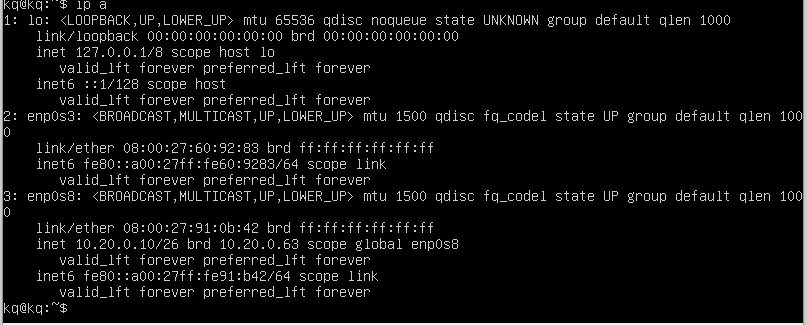 kq@kq:~$ ip a
1: lo: <LOOPBACK,UP,LOWER_UP> mtu 65536 qdisc noqueue state UNKNOWN group default qlen 1000
    link/loopback 00:00:00:00:00:00 brd 00:00:00:00:00:00
    inet 127.0.0.1/8 scope host lo
       valid_lft forever preferred_lft forever
    inet6 ::1/128 scope host
       valid_lft forever preferred_lft forever
2: enp0s3: <BROADCAST,MULTICAST,UP,LOWER_UP> mtu 1500 qdisc fq_codel state UP group default qlen 100
0
    link/ether 08:00:27:60:92:83 brd ff:ff:ff:ff:ff:ff
    inet6 fe80::a00:27ff:fe60:9283/64 scope link
       valid_lft forever preferred_lft forever
3: enp0s8: <BROADCAST,MULTICAST,UP,LOWER_UP> mtu 1500 qdisc fq_codel state UP group default qlen 100
0
    link/ether 08:00:27:91:0b:42 brd ff:ff:ff:ff:ff:ff
    inet 10.20.0.10/26 brd 10.20.0.63 scope global enp0s8
       valid_lft forever preferred_lft forever
    inet6 fe80::a00:27ff:fe91:b42/64 scope link
       valid_lft forever preferred_lft forever
kq@kq:~$